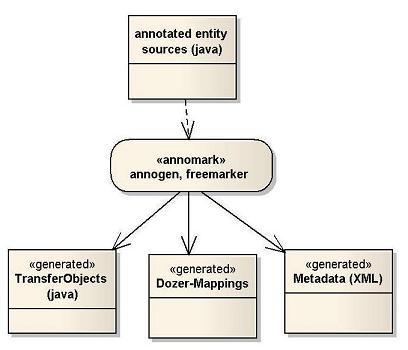 annotated entity
sources (java)
«annomark»
annogen, freemarker
«generated»
TransferObjects
(java)
«generated»
Dozer-Mappings
«generated»
Metadata (XML)